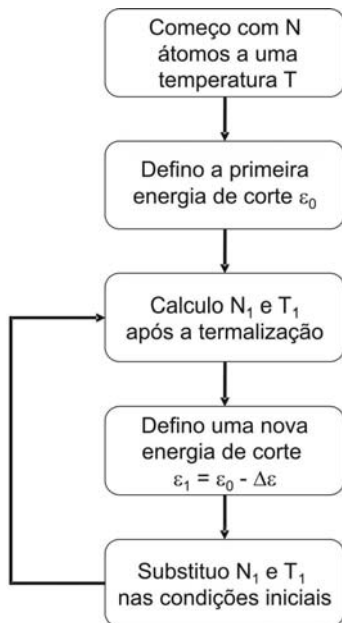 Começo com N
átomos a uma
temperatura T
Defino a primeira
energia de corte ε₀
Calculo N₁ e T₁
após a termalização
Defino uma nova
energia de corte
ε₁ = ε₀ - Δε
Substituo N₁ e T₁
nas condições iniciais